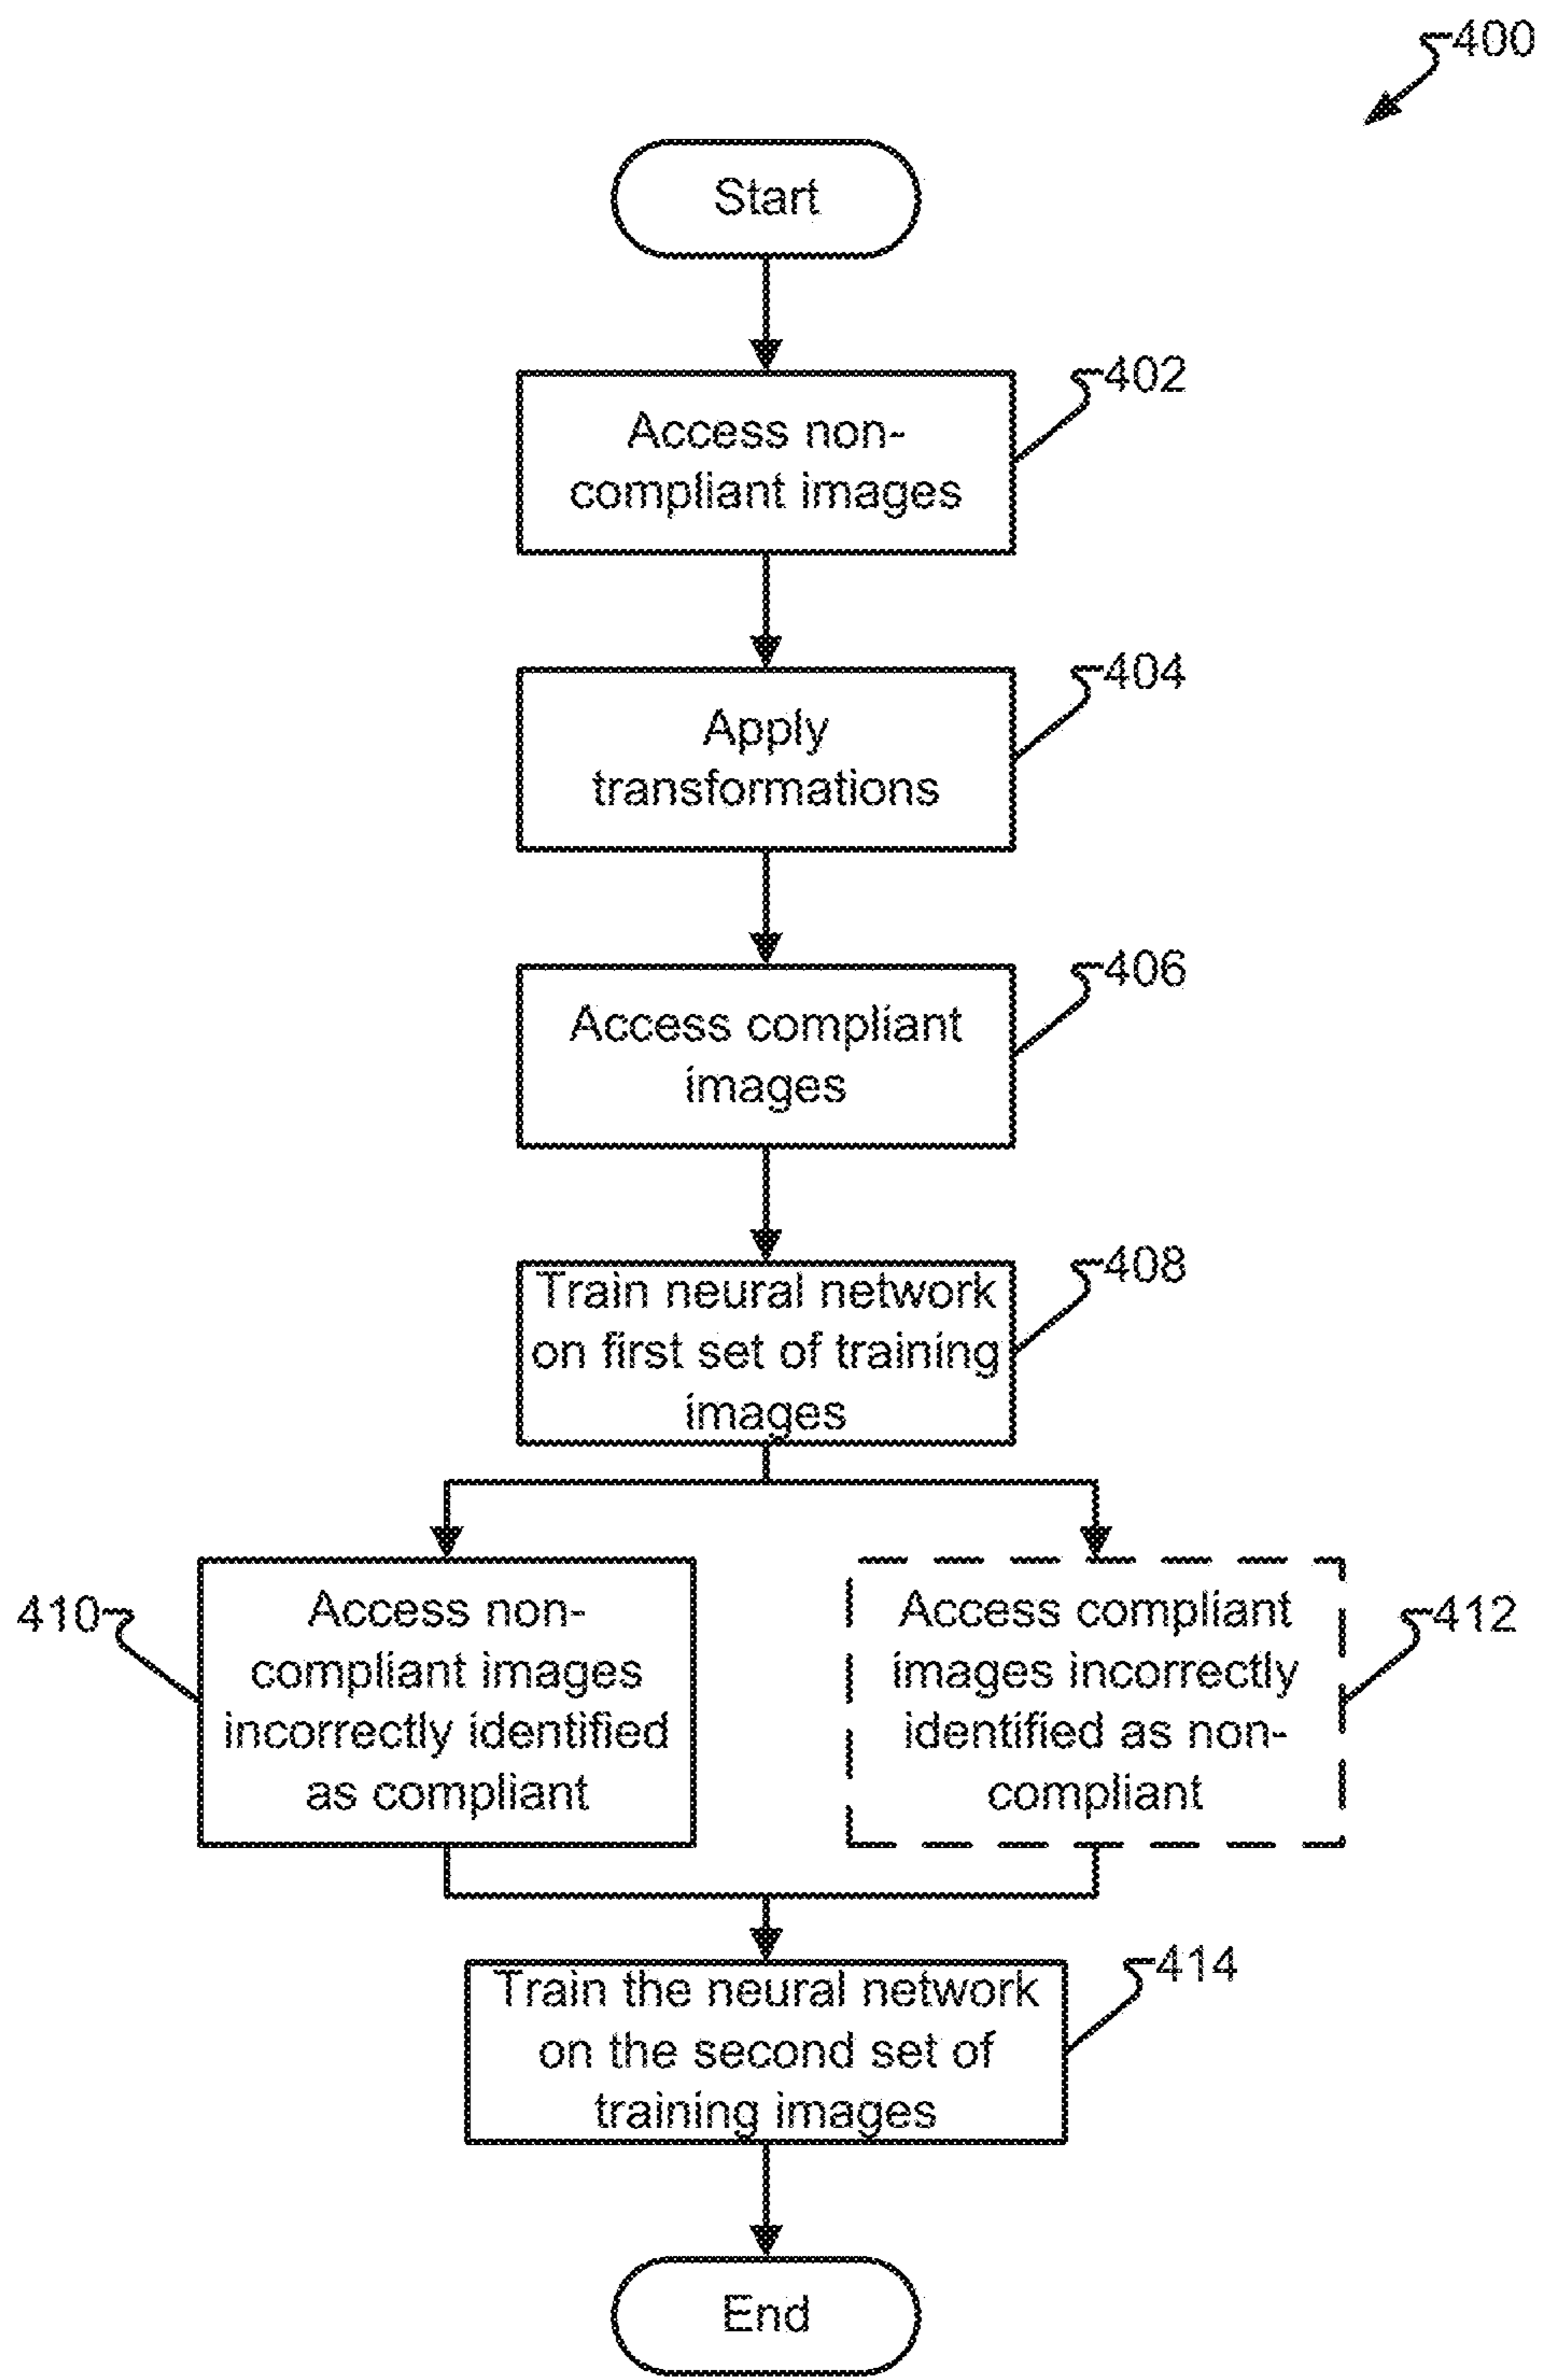 400
Start
402
Access non-
compliant images
404
Apply
transformations
406
Access compliant
images
408
Train neural network
on first set of training
images
410
Access non-
compliant images
incorrectly identified
as compliant
412
Access compliant
images incorrectly
identified as non-
compliant
414
Train the neural network
on the second set of
training images
End